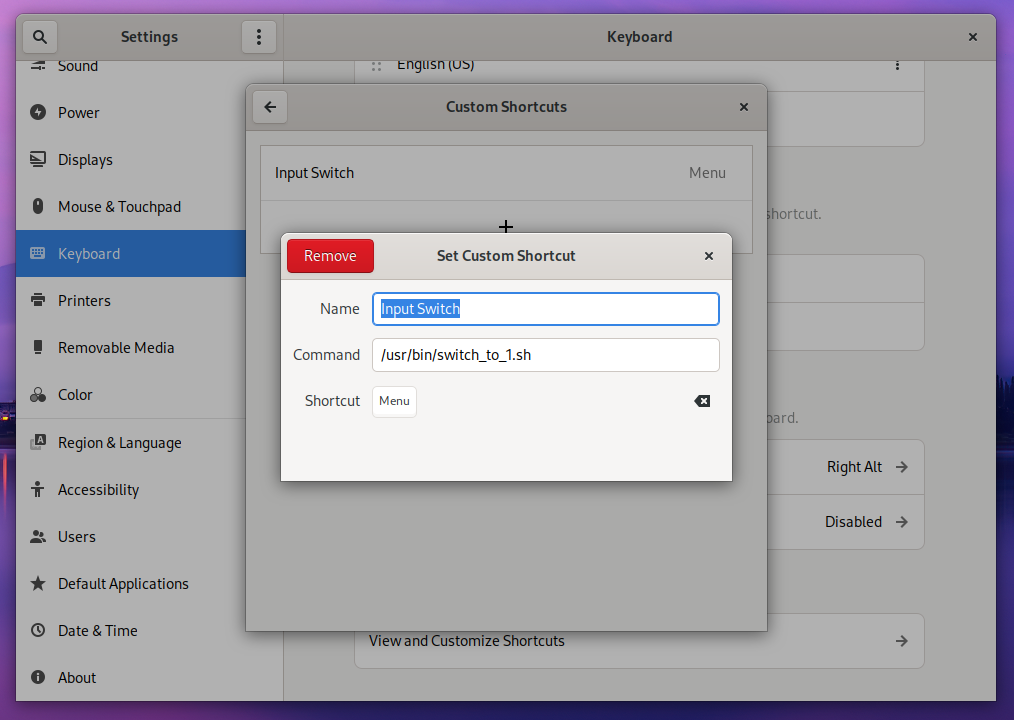 Settings
Keyboard
Sound
Power
Displays
Mouse & Touchpad
Keyboard
Printers
Removable Media
Color
Region & Language
Accessibility
Users
Default Applications
Date & Time
About
English (US)
shortcut.
Right Alt
Disabled
View and Customize Shortcuts
Custom Shortcuts
Input Switch Menu
Remove Set Custom Shortcut
Name Input Switch
Command /usr/bin/switch_to_1.sh
Shortcut Menu